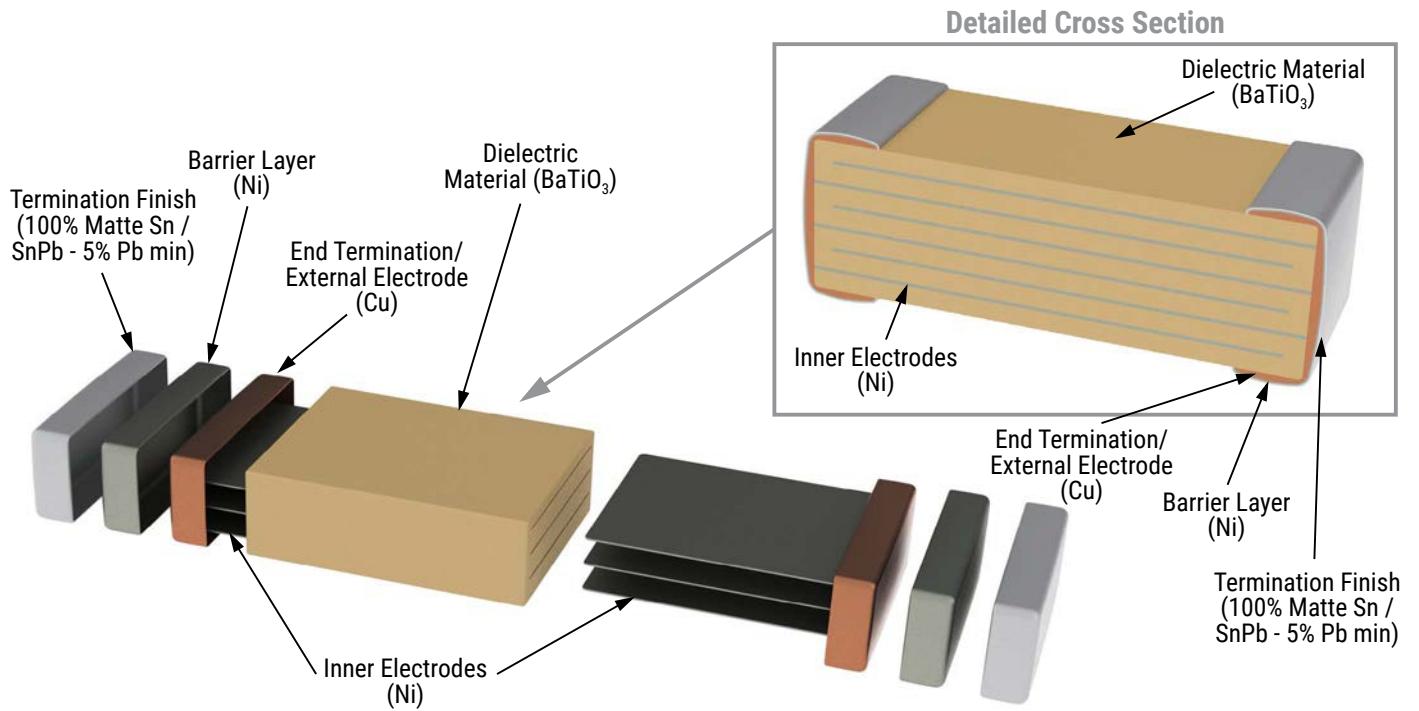 Detailed Cross Section
Dielectric Material
(BaTiO₃)
Inner Electrodes
(Ni)
End Termination/
External Electrode
(Cu)
Barrier Layer
(Ni)
Termination Finish
(100% Matte Sn /
SnPb - 5% Pb min)
Termination Finish
(100% Matte Sn /
SnPb - 5% Pb min)
Barrier Layer
(Ni)
End Termination/
External Electrode
(Cu)
Dielectric
Material (BaTiO₃)
Inner Electrodes
(Ni)